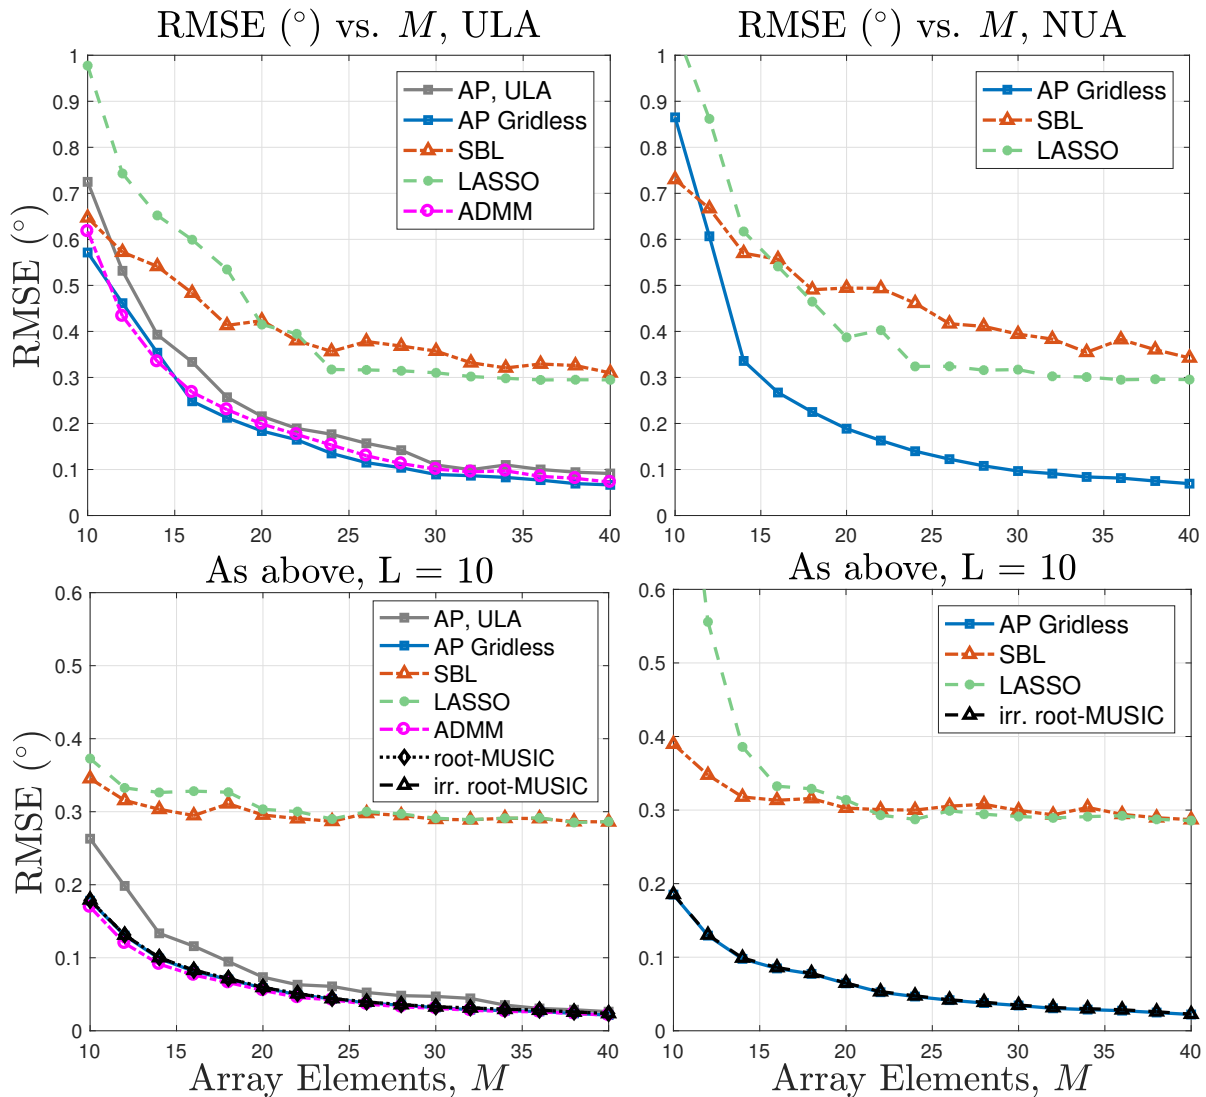 RMSE (°) vs. M, ULA
RMSE (°) vs. M, NUA
RMSE (°)
1
0.9
0.8
0.7
0.6
0.5
0.4
0.3
0.2
0.1
0
10 15 20 25 30 35 40
AP, ULA
AP Gridless
SBL
LASSO
ADMM
1
0.9
0.8
0.7
0.6
0.5
0.4
0.3
0.2
0.1
0
10 15 20 25 30 35 40
AP Gridless
SBL
LASSO
As above, L = 10
As above, L = 10
RMSE (°)
0.6
0.5
0.4
0.3
0.2
0.1
0
10 15 20 25 30 35 40
AP, ULA
AP Gridless
SBL
LASSO
ADMM
root-MUSIC
irr. root-MUSIC
Array Elements, M
0.6
0.5
0.4
0.3
0.2
0.1
0
10 15 20 25 30 35 40
AP Gridless
SBL
LASSO
irr. root-MUSIC
Array Elements, M